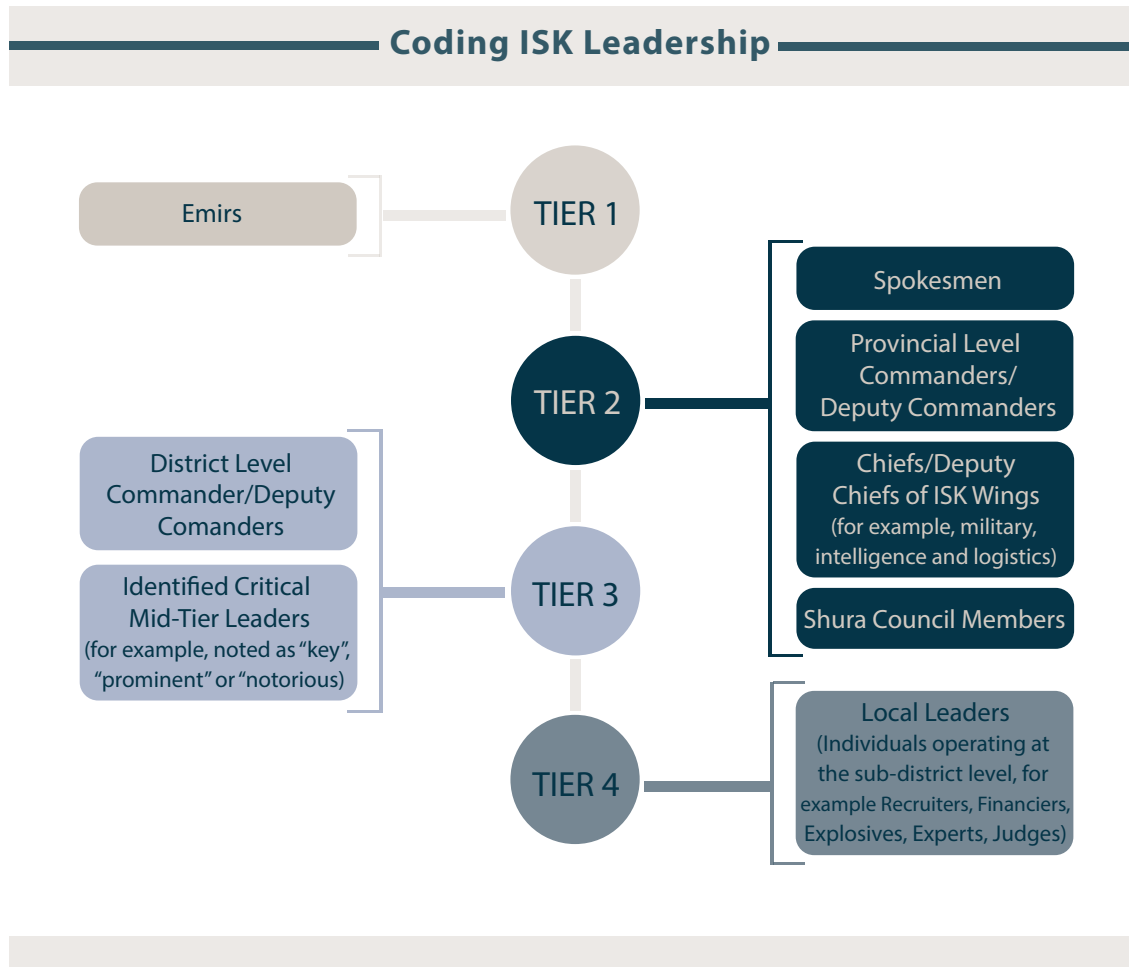 Coding ISK Leadership
TIER 1
Emirs
TIER 2
Spokesmen
Provincial Level
Commanders/
Deputy Commanders
Chiefs/Deputy
Chiefs of ISK Wings
(for example, military,
intelligence and logistics)
Shura Council Members
TIER 3
District Level
Commander/Deputy
Comanders
Identified Critical
Mid-Tier Leaders
(for example, noted as “key”,
“prominent” or “notorious)
TIER 4
Local Leaders
(Individuals operating at
the sub-district level, for
example Recruiters, Financiers,
Explosives, Experts, Judges)